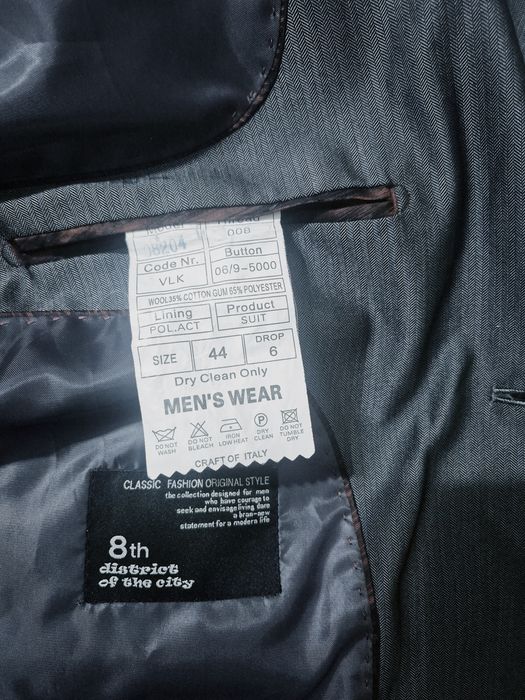 08204
008
Code Nr.
Button
VLK
06/9-5000
WOOL35% COTTON GUM 65% POLYESTER
Lining
Product
POL.ACT
SUIT
SIZE
44
DROP
6
Dry Clean Only
MEN'S WEAR
DO NOT WASH
DO NOT BLEACH
IRON LOW HEAT
P
DRY CLEAN
DO NOT TUMBLE DRY
CRAFT OF ITALY
CLASSIC FASHION ORIGINAL STYLE
the collection designed for men
who have courage to
seek and envisage living dare
a bran-new
statement for a modern life
8th
district
of the city